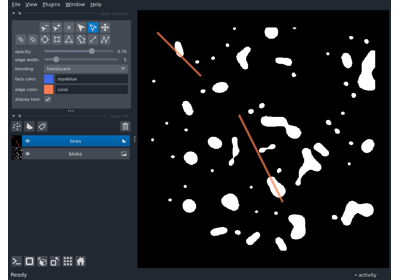 File View Plugins Window Help
opacity: 0.70
edge width:
blending: translucent
face color: royalblue
edge color: coral
display text: ✓
lines
blobs
Ready
activity